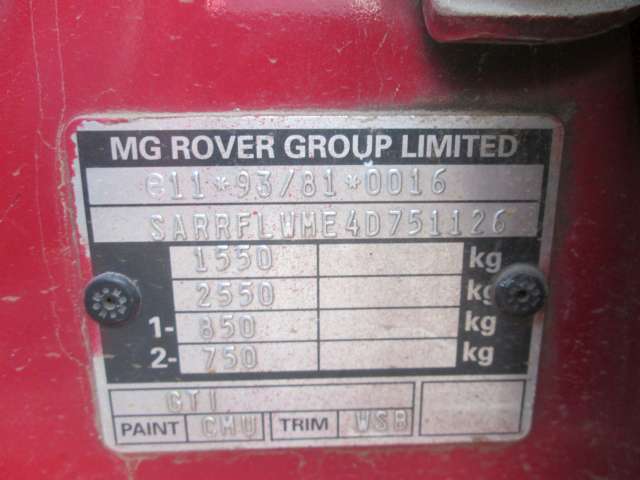 MG ROVER GROUP LIMITED
e11*93/81*0016
SARRFLWME4D751126
1550 kg
2550 kg
1- 850 kg
2- 750 kg
GTI
PAINT CMU TRIM WSB